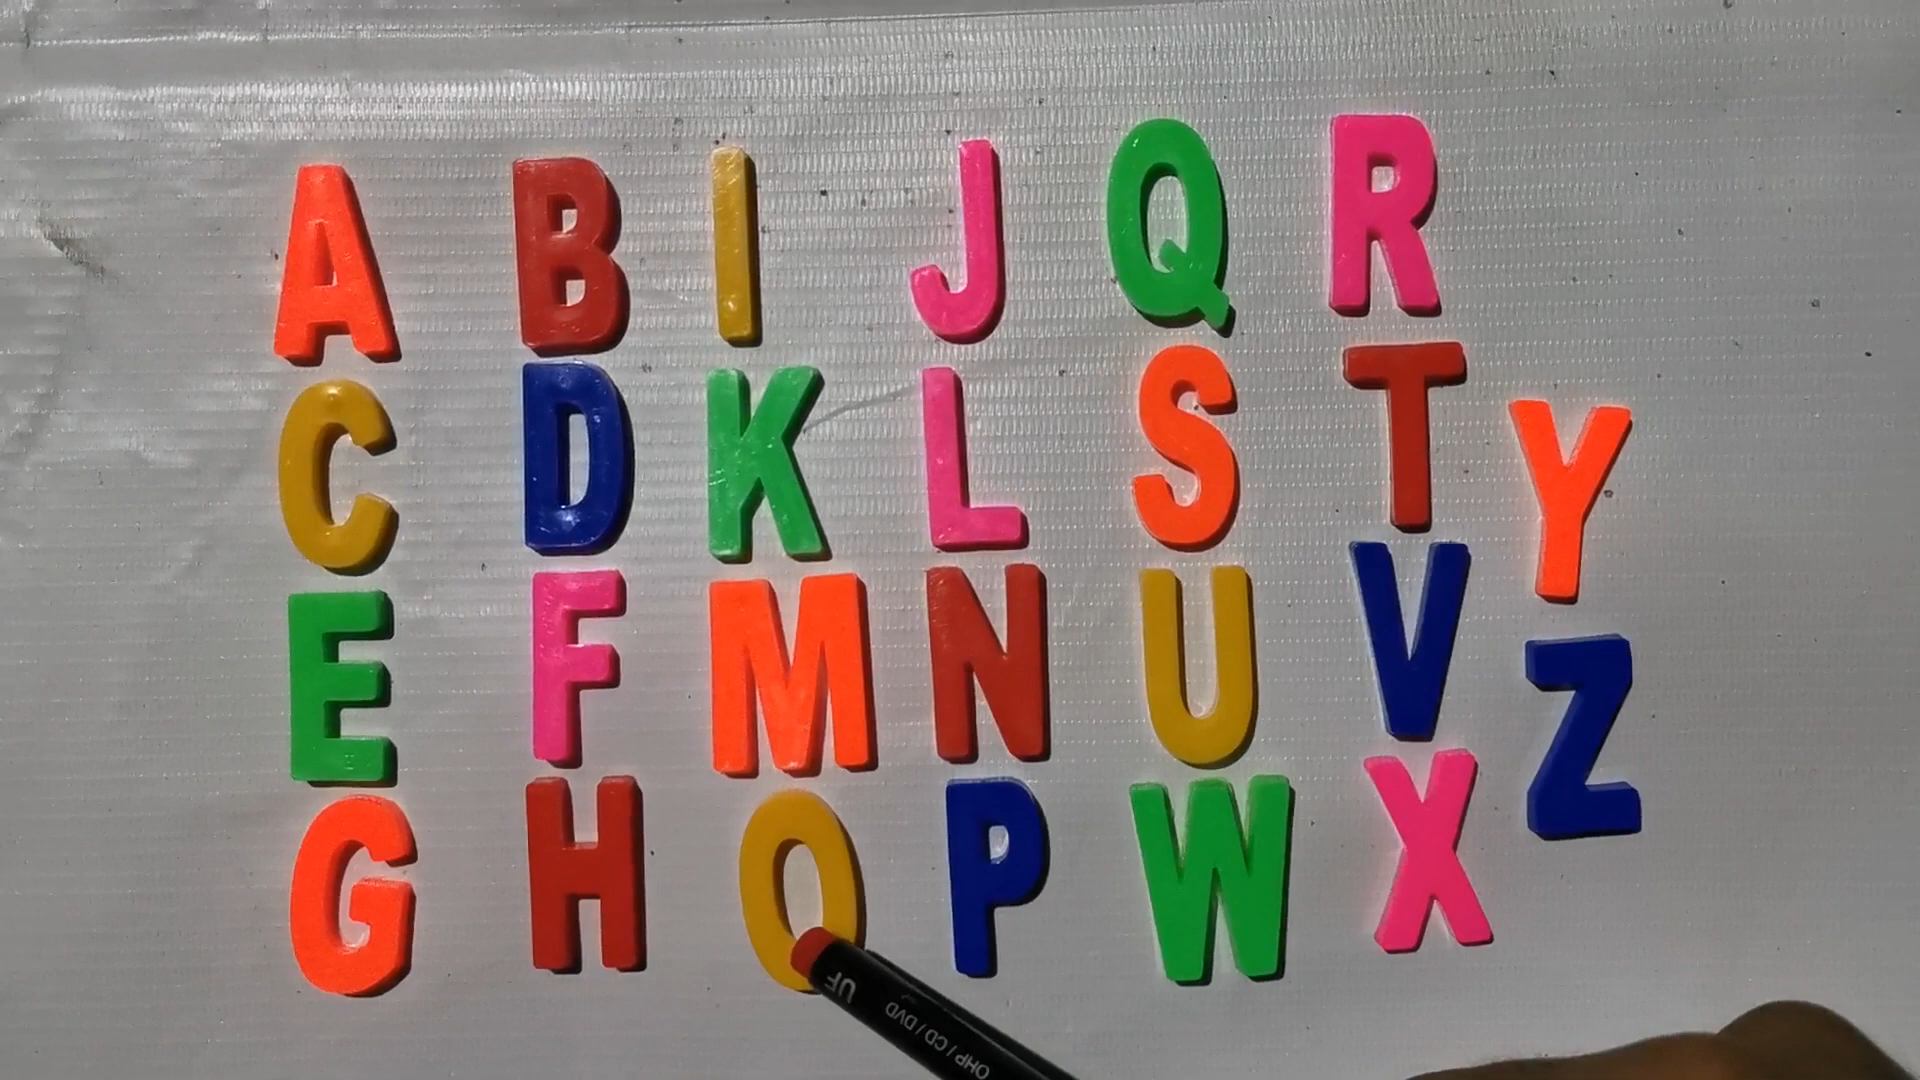 A B I J Q R
C D K L S T Y
E F M N U V Z
G H O P W X
UF
OHP / CD / DVD